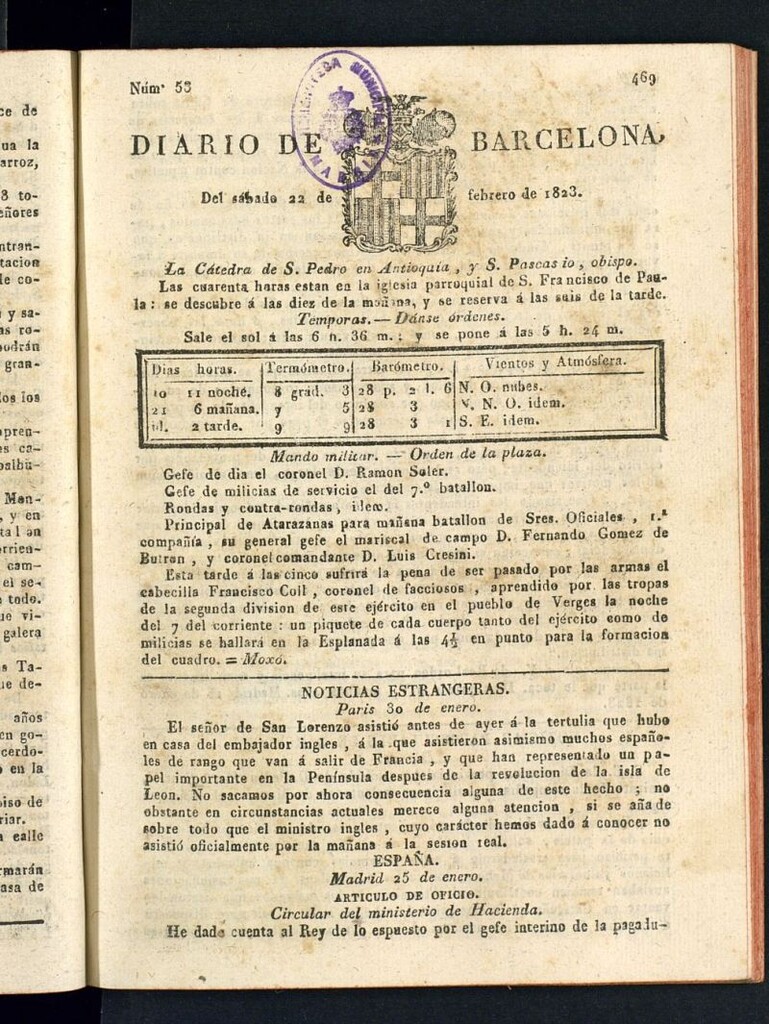 Núm. 53
469
BIBLIOTECA MUNICIPAL
MADRID
DIARIO DE BARCELONA,
Del sábado 22 de febrero de 1823.
La Cátedra de S. Pedro en Antioquía, y S. Pascasio, obispo.
Las cuarenta horas estan en la iglesia parroquial de S. Francisco de Pau-
la : se descubre á las diez de la mañana, y se reserva á las seis de la tarde.
Temporas. — Dánse órdenes.
Sale el sol á las 6 h. 36 m. ; y se pone á las 5 h. 24 m.
Dias horas. Termómetro. Barómetro. Vientos y Atmósfera.
20 11 noche. 8 grad. 3 28 p. 2 l. 6 N. O. nubes.
21 6 mañana. 7 5 28 3 N. N. O. idem.
id. 2 tarde. 9 9 28 3 1 S. E. idem.
Mando militar. — Orden de la plaza.
Gefe de dia el coronel D. Ramon Soler.
Gefe de milicias de servicio el del 7.º batallon.
Rondas y contra-rondas, idem.
Principal de Atarazanas para mañana batallon de Sres. Oficiales , 1.ª
compañía , su general gefe el mariscal de campo D. Fernando Gomez de
Butron , y coronel comandante D. Luis Cresini.
Esta tarde á las cinco sufrirá la pena de ser pasado por las armas el
cabecilla Francisco Coll , coronel de facciosos , aprendido por las tropas
de la segunda division de este ejército en el pueblo de Verges la noche
del 7 del corriente : un piquete de cada cuerpo tanto del ejército como de
milicias se hallará en la Esplanada á las 4½ en punto para la formacion
del cuadro. = Moxó.
NOTICIAS ESTRANGERAS.
Paris 30 de enero.
El señor de San Lorenzo asistió antes de ayer á la tertulia que hubo
en casa del embajador ingles , á la que asistieron asimismo muchos españo-
les de rango que van á salir de Francia , y que han representado un pa-
pel importante en la Península despues de la revolucion de la isla de
Leon. No sacamos por ahora consecuencia alguna de este hecho ; no
obstante en circunstancias actuales merece alguna atencion , si se añade
sobre todo que el ministro ingles , cuyo carácter hemos dado á conocer no
asistió oficialmente por la mañana á la sesion real.
ESPAÑA.
Madrid 25 de enero.
ARTICULO DE OFICIO.
Circular del ministerio de Hacienda.
He dado cuenta al Rey de lo espuesto por el gefe interino de la pagadu-